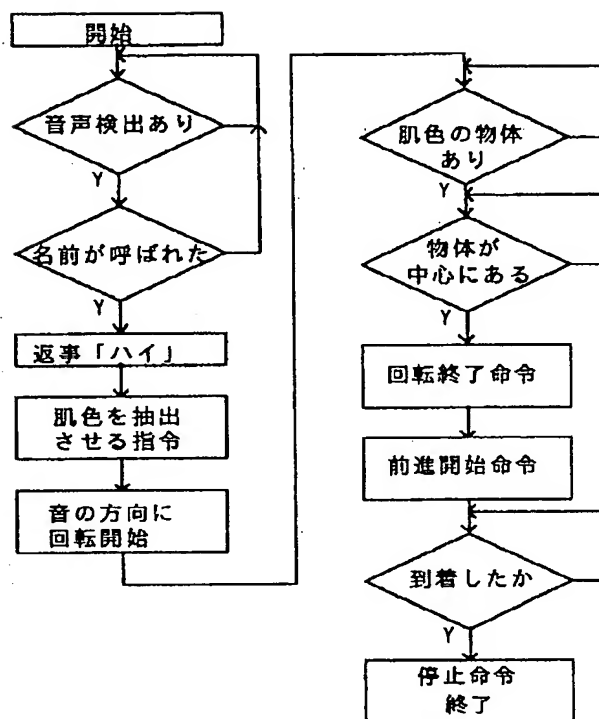 開始
音声検出あり
Y
名前が呼ばれた
Y
返事「ハイ」
肌色を抽出
させる指令
音の方向に
回転開始
肌色の物体
あり
Y
物体が
中心にある
Y
回転終了命令
前進開始命令
到着したか
Y
停止命令
終了